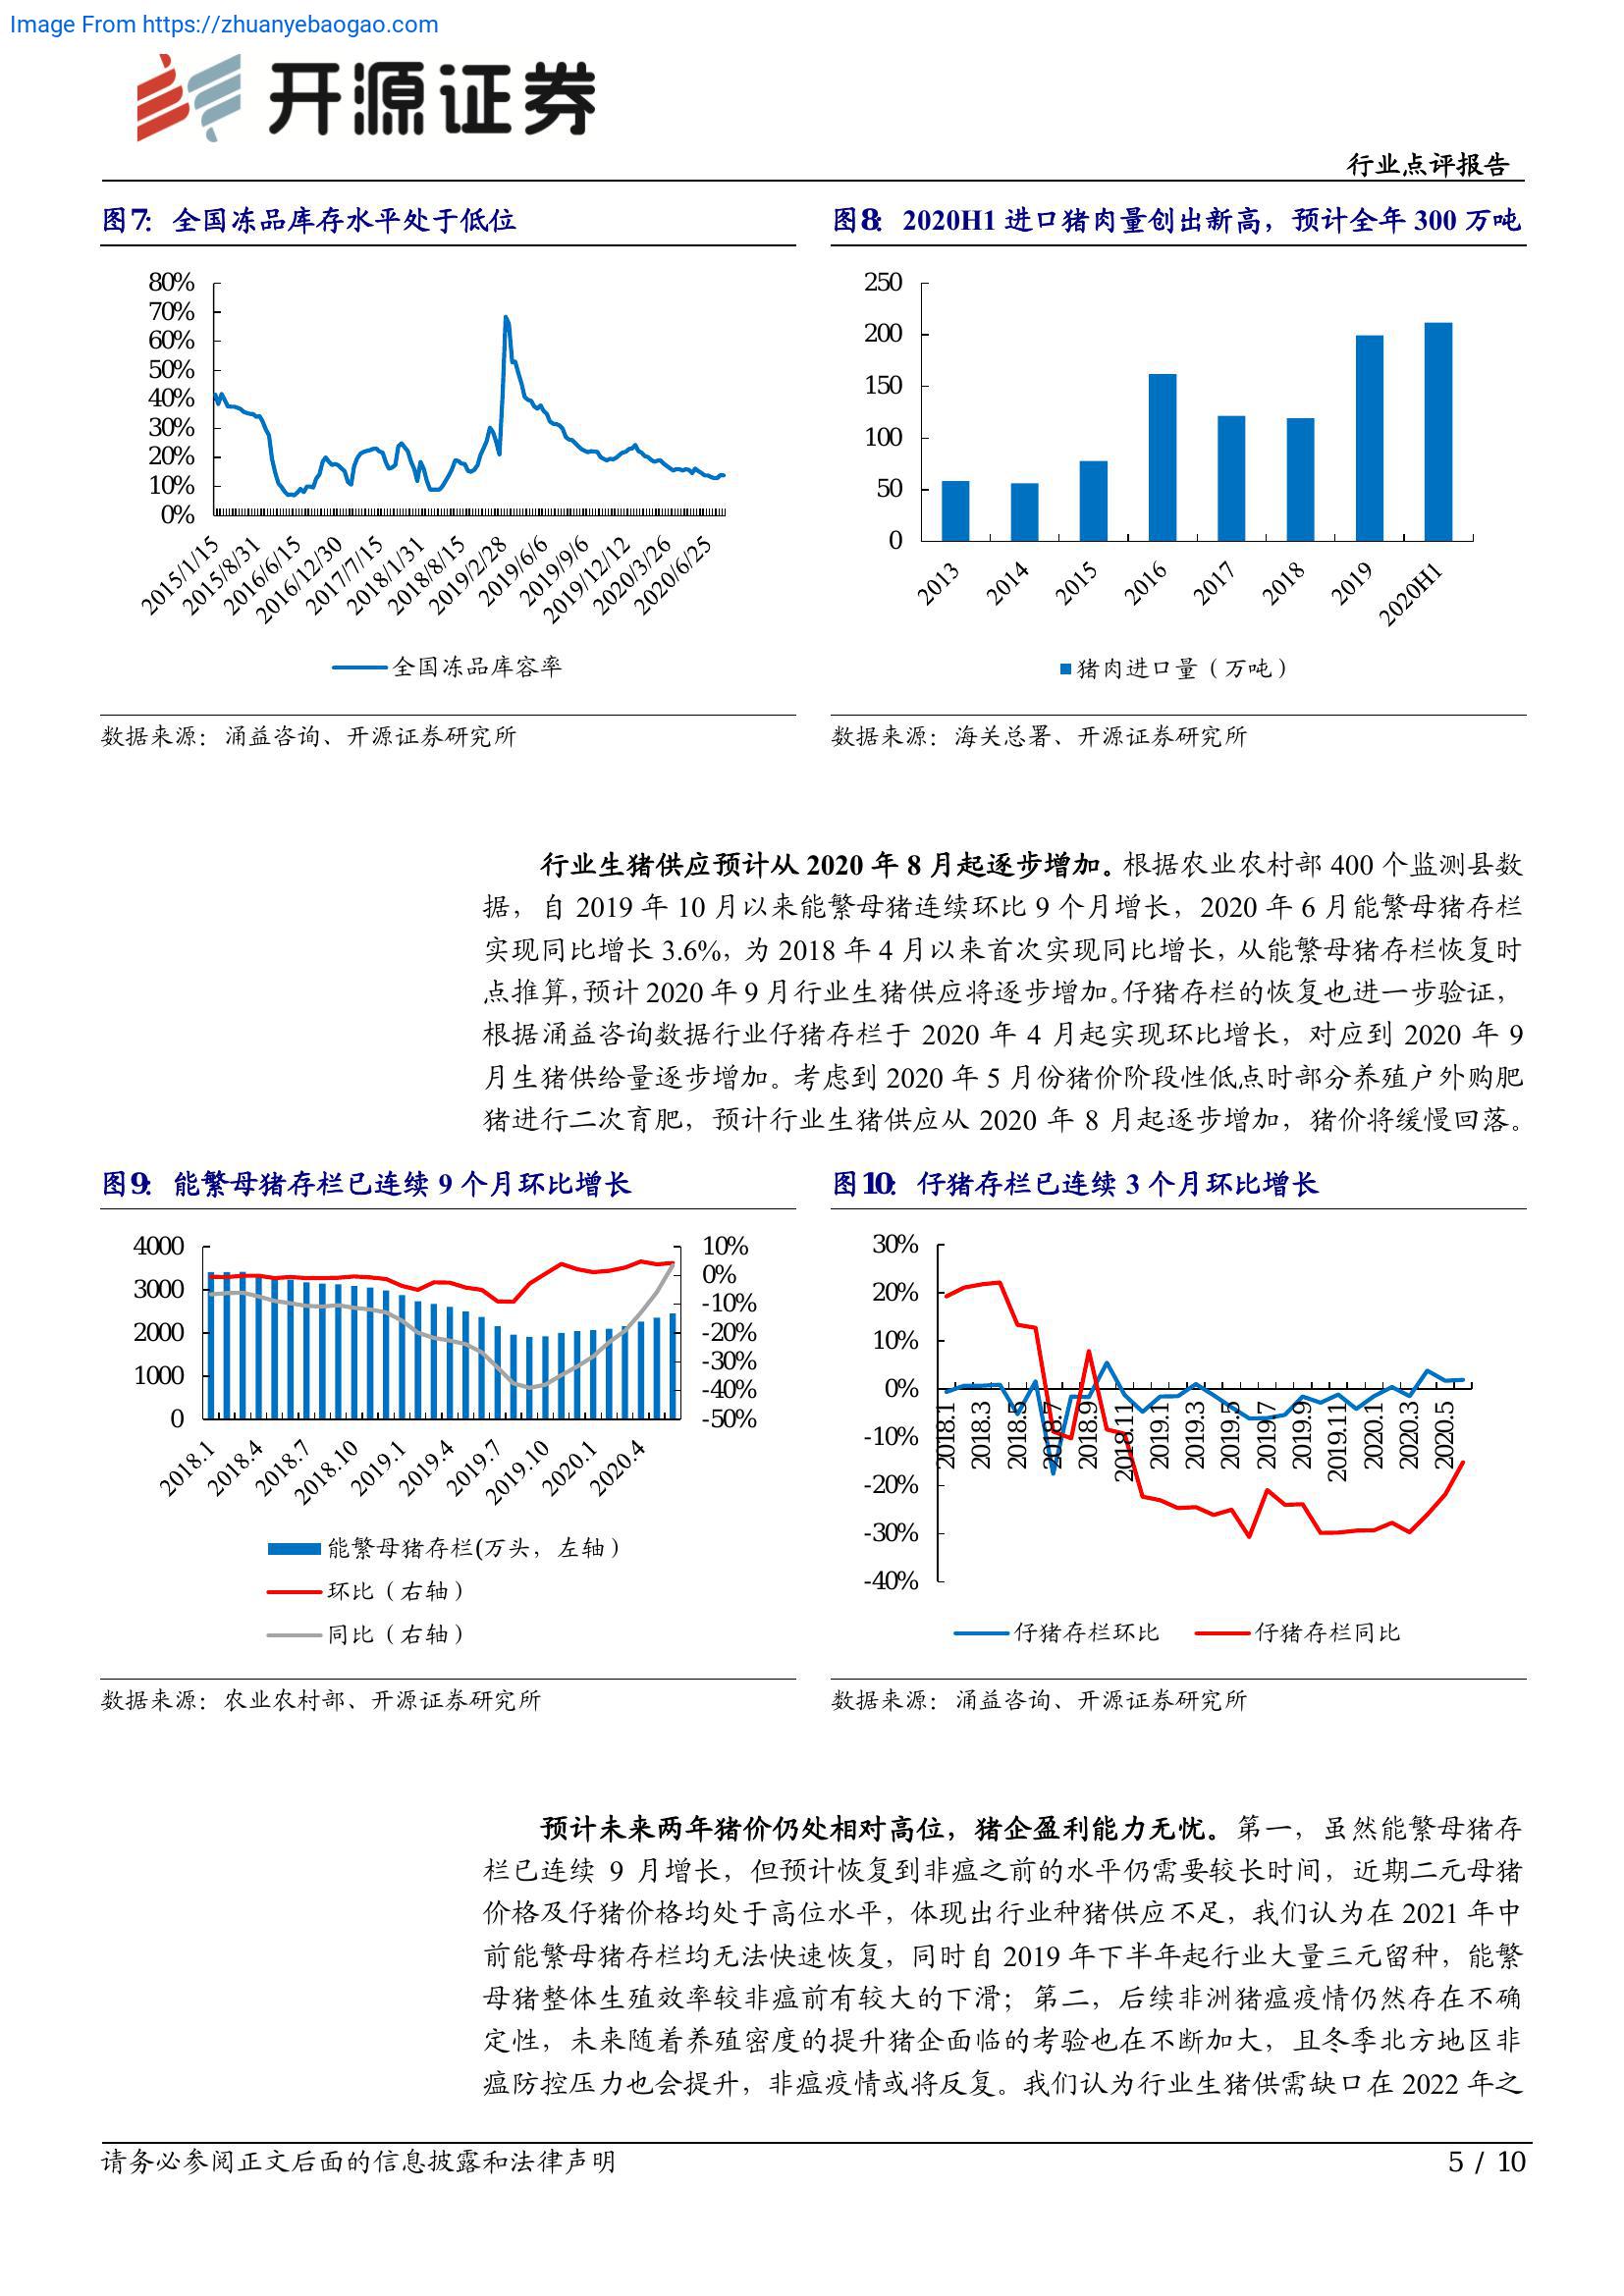 Image From https://zhuanyebaogao.com
开源证券
行业点评报告
图7：全国冻品库存水平处于低位
80%
70%
60%
50%
40%
30%
20%
10%
0%
2015/1/15
2015/8/31
2016/6/15
2016/12/30
2017/7/15
2018/1/31
2018/8/15
2019/2/28
2019/6/6
2019/9/6
2019/12/12
2020/3/26
2020/6/25
全国冻品库容率
数据来源：涌益咨询、开源证券研究所
图8：2020H1 进口猪肉量创出新高，预计全年 300 万吨
250
200
150
100
50
0
2013
2014
2015
2016
2017
2018
2019
2020H1
猪肉进口量（万吨）
数据来源：海关总署、开源证券研究所
行业生猪供应预计从 2020 年 8 月起逐步增加。根据农业农村部 400 个监测县数
据，自 2019 年 10 月以来能繁母猪连续环比 9 个月增长，2020 年 6 月能繁母猪存栏
实现同比增长 3.6%，为 2018 年 4 月以来首次实现同比增长，从能繁母猪存栏恢复时
点推算，预计 2020 年 9 月行业生猪供应将逐步增加。仔猪存栏的恢复也进一步验证，
根据涌益咨询数据行业仔猪存栏于 2020 年 4 月起实现环比增长，对应到 2020 年 9
月生猪供给量逐步增加。考虑到 2020 年 5 月份猪价阶段性低点时部分养殖户外购肥
猪进行二次育肥，预计行业生猪供应从 2020 年 8 月起逐步增加，猪价将缓慢回落。
图9：能繁母猪存栏已连续 9 个月环比增长
4000
3000
2000
1000
0
10%
0%
-10%
-20%
-30%
-40%
-50%
2018.1
2018.4
2018.7
2018.10
2019.1
2019.4
2019.7
2019.10
2020.1
2020.4
能繁母猪存栏(万头，左轴）
环比（右轴）
同比（右轴）
数据来源：农业农村部、开源证券研究所
图10：仔猪存栏已连续 3 个月环比增长
30%
20%
10%
0%
-10%
-20%
-30%
-40%
2018.1
2018.3
2018.5
2018.7
2018.9
2018.11
2019.1
2019.3
2019.5
2019.7
2019.9
2019.11
2020.1
2020.3
2020.5
仔猪存栏环比
仔猪存栏同比
数据来源：涌益咨询、开源证券研究所
预计未来两年猪价仍处相对高位，猪企盈利能力无忧。第一，虽然能繁母猪存
栏已连续 9 月增长，但预计恢复到非瘟之前的水平仍需要较长时间，近期二元母猪
价格及仔猪价格均处于高位水平，体现出行业种猪供应不足，我们认为在 2021 年中
前能繁母猪存栏均无法快速恢复，同时自 2019 年下半年起行业大量三元留种，能繁
母猪整体生殖效率较非瘟前有较大的下滑；第二，后续非洲猪瘟疫情仍然存在不确
定性，未来随着养殖密度的提升猪企面临的考验也在不断加大，且冬季北方地区非
瘟防控压力也会提升，非瘟疫情或将反复。我们认为行业生猪供需缺口在 2022 年之
请务必参阅正文后面的信息披露和法律声明
5 / 10